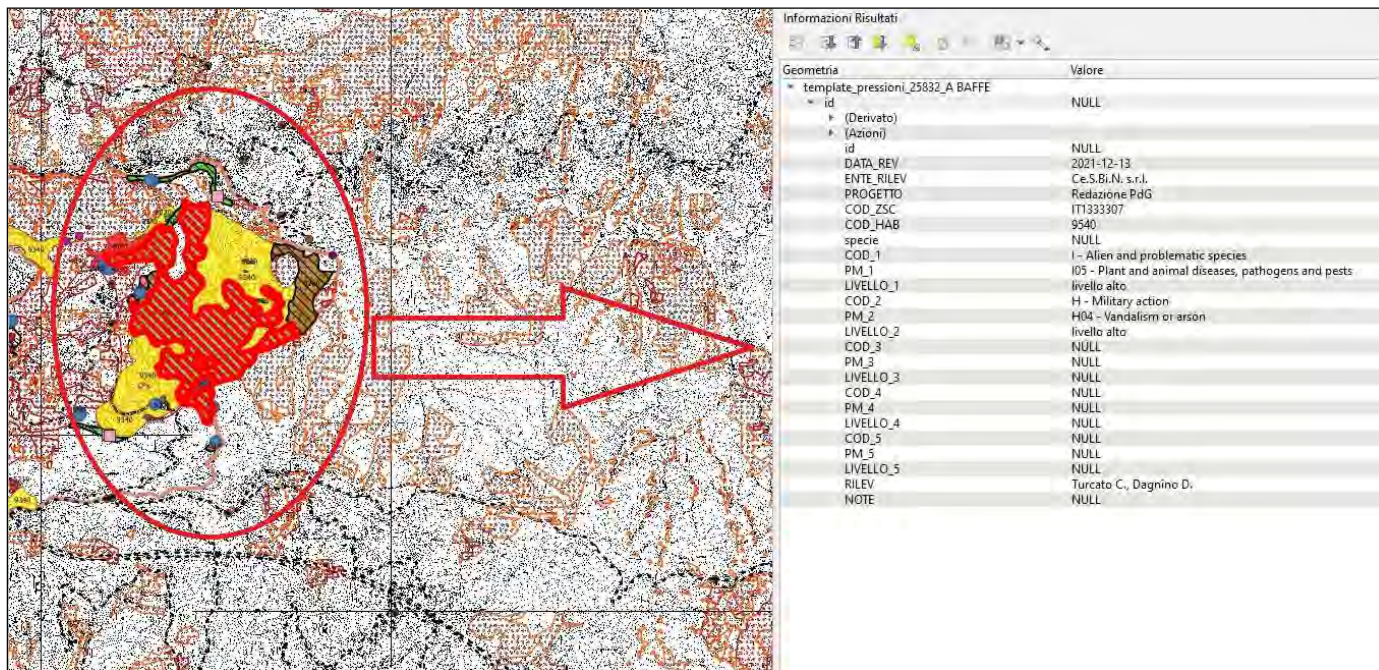 Informazioni Risultati
Geometria Valore
template_pressioni_25832_A BAFFE
id NULL
(Derivato)
(Azioni)
id NULL
DATA_REV 2021-12-13
ENTE_RILEV Ce.S.Bi.N. s.r.l.
PROGETTO Redazione PdG
COD_ZSC IT1333307
COD_HAB 9540
specie NULL
COD_1 I - Alien and problematic species
PM_1 I05 - Plant and animal diseases, pathogens and pests
LIVELLO_1 livello alto
COD_2 H - Military action
PM_2 H04 - Vandalism or arson
LIVELLO_2 livello alto
COD_3 NULL
PM_3 NULL
LIVELLO_3 NULL
COD_4 NULL
PM_4 NULL
LIVELLO_4 NULL
COD_5 NULL
PM_5 NULL
LIVELLO_5 NULL
RILEV Turcato C., Dagnino D.
NOTE NULL
9540
9540
9540
9540